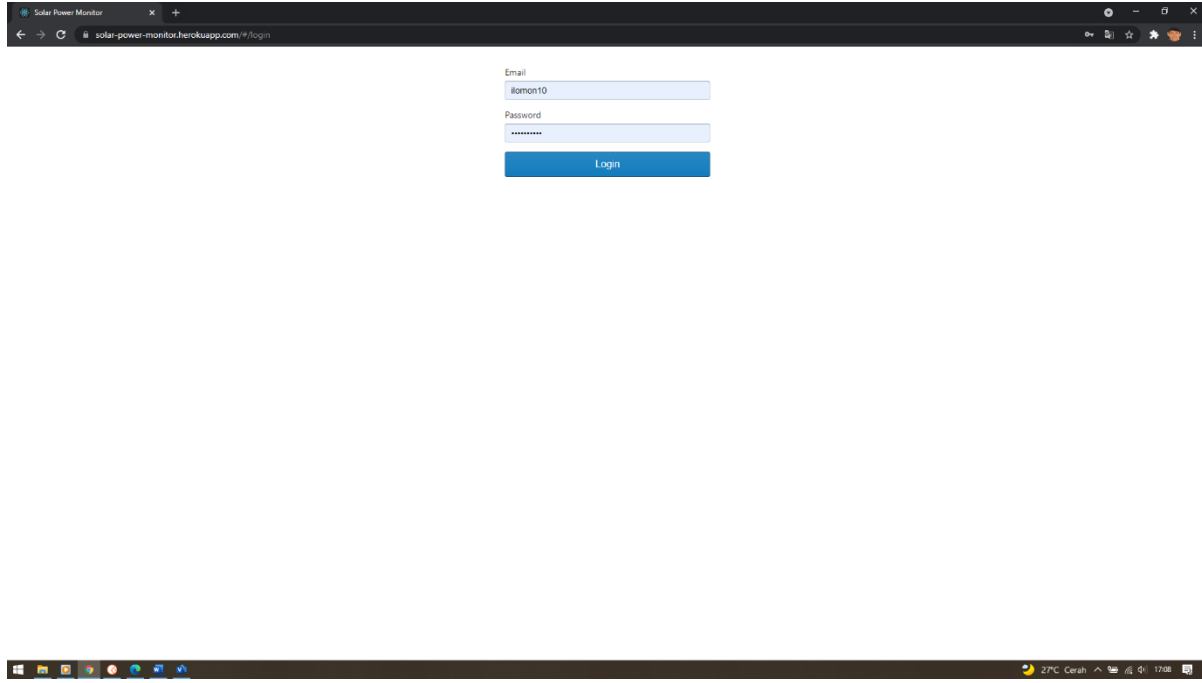 Solar Power Monitor
solar-power-monitor.herokuapp.com/#/login
Email
ilomon10
Password
••••••••••
Login
27°C Cerah 17:08